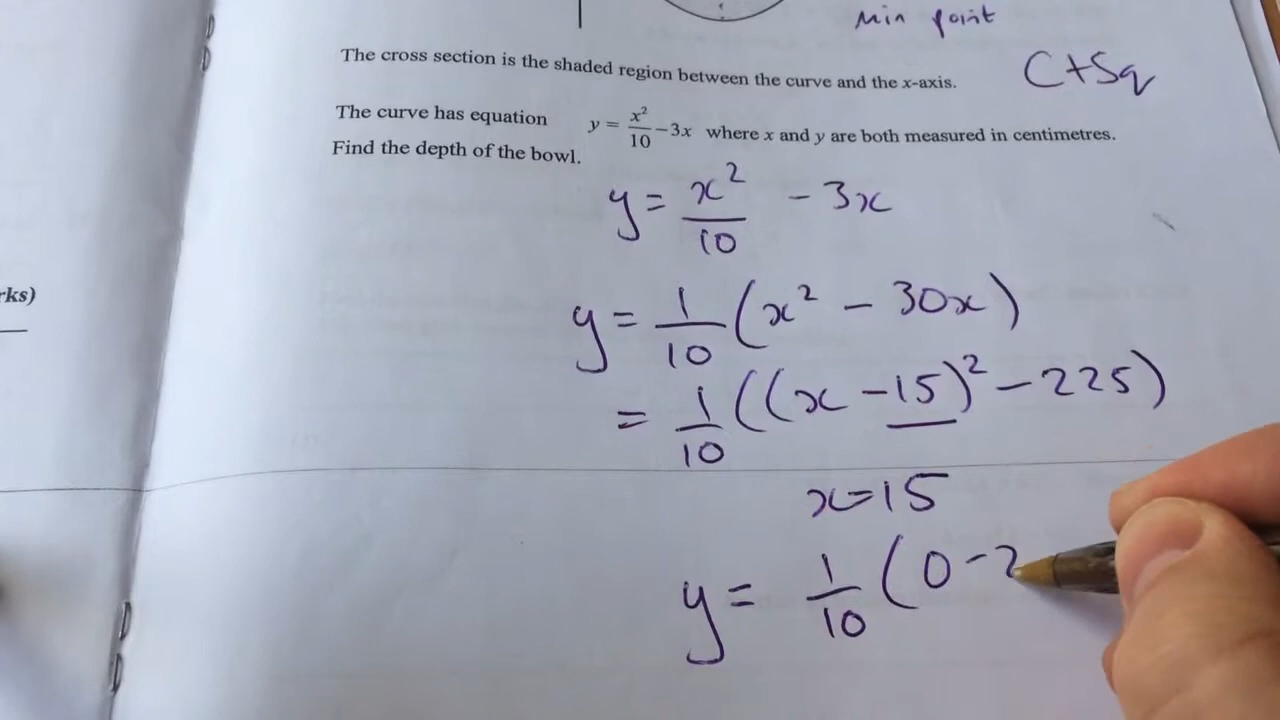 min point
The cross section is the shaded region between the curve and the x-axis.
C+Sq
The curve has equation y = x²/10 - 3x where x and y are both measured in centimetres.
Find the depth of the bowl.
y = x²/10 - 3x
rks)
y = 1/10 (x² - 30x)
= 1/10 ((x - 15)² - 225)
x=15
y = 1/10 (0 - 2